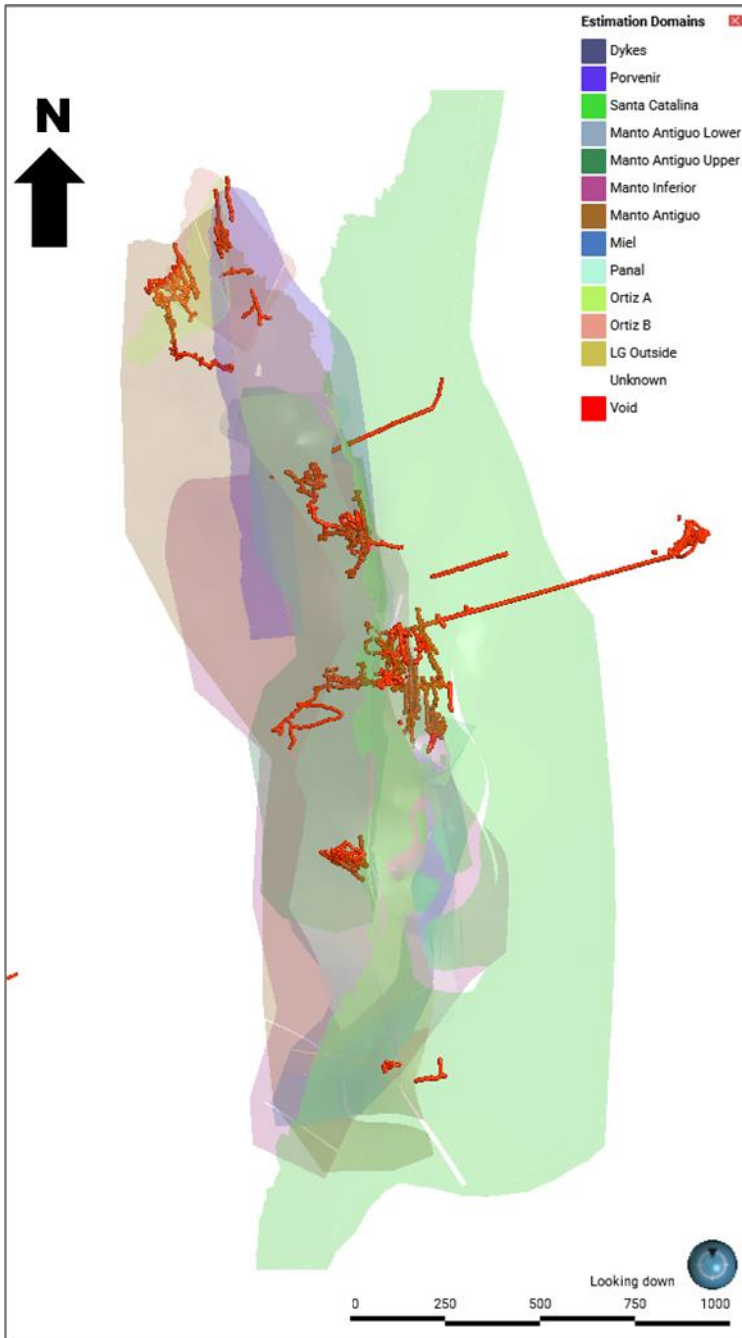 Estimation Domains
Dykes
Porvenir
Santa Catalina
Manto Antiguo Lower
Manto Antiguo Upper
Manto Inferior
Manto Antiguo
Miel
Panal
Ortiz A
Ortiz B
LG Outside
Unknown
Void
N
Looking down
0 250 500 750 1000